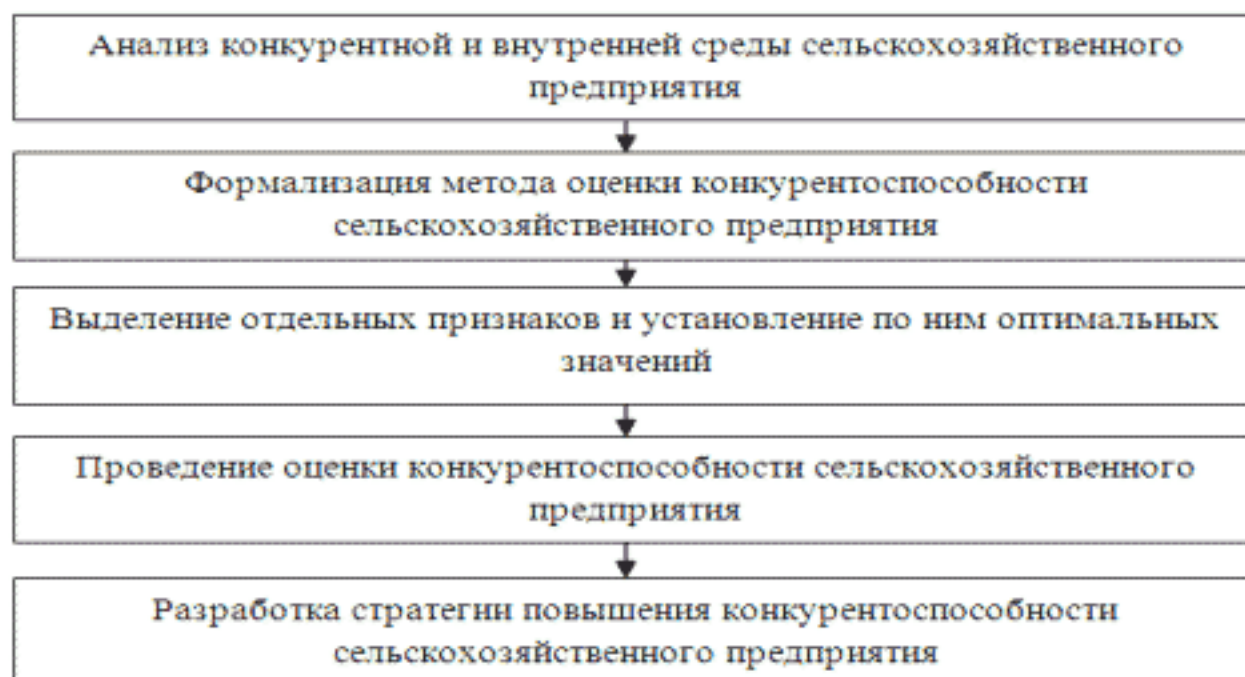 Анализ конкурентной и внутренней среды сельскохозяйственного
предприятия
Формализация метода оценки конкурентоспособности
сельскохозяйственного предприятия
Выделение отдельных признаков и установление по ним оптимальных
значений
Проведение оценки конкурентоспособности сельскохозяйственного
предприятия
Разработка стратегии повышения конкурентоспособности
сельскохозяйственного предприятия